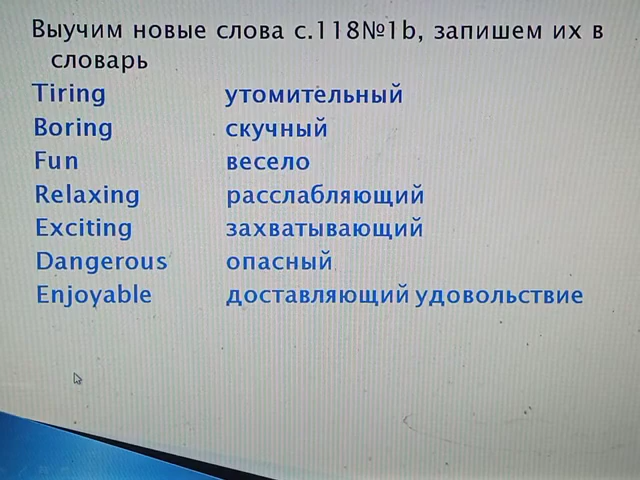 Выучим новые слова с.118№1b, запишем их в
словарь
Tiring утомительный
Boring скучный
Fun весело
Relaxing расслабляющий
Exciting захватывающий
Dangerous опасный
Enjoyable доставляющий удовольствие